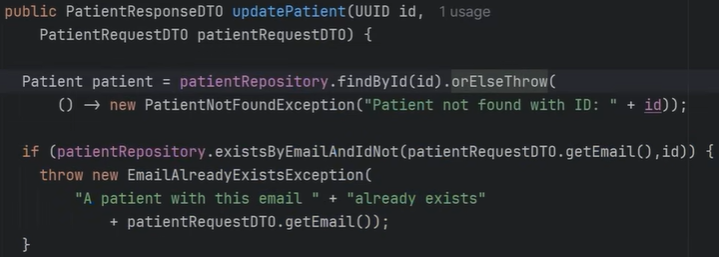 public PatientResponseDTO updatePatient(UUID id,  1 usage
    PatientRequestDTO patientRequestDTO) {
  Patient patient = patientRepository.findById(id).orElseThrow(
      () -> new PatientNotFoundException("Patient not found with ID: " + id));
  if (patientRepository.existsByEmailAndIdNot(patientRequestDTO.getEmail(),id)) {
    throw new EmailAlreadyExistsException(
        "A patient with this email " + "already exists"
            + patientRequestDTO.getEmail());
  }